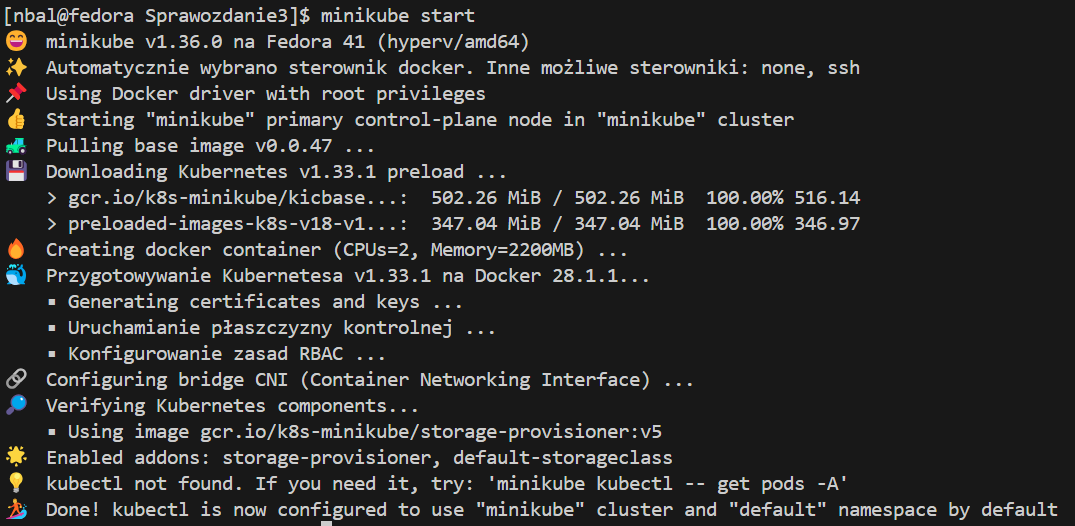 [nbal@fedora Sprawozdanie3]$ minikube start
😄 minikube v1.36.0 na Fedora 41 (hyperv/amd64)
✨ Automatycznie wybrano sterownik docker. Inne możliwe sterowniki: none, ssh
📌 Using Docker driver with root privileges
👍 Starting "minikube" primary control-plane node in "minikube" cluster
🚜 Pulling base image v0.0.47 ...
💾 Downloading Kubernetes v1.33.1 preload ...
> gcr.io/k8s-minikube/kicbase...: 502.26 MiB / 502.26 MiB 100.00% 516.14
> preloaded-images-k8s-v18-v1...: 347.04 MiB / 347.04 MiB 100.00% 346.97
🔥 Creating docker container (CPUs=2, Memory=2200MB) ...
🐳 Przygotowywanie Kubernetesa v1.33.1 na Docker 28.1.1...
▪ Generating certificates and keys ...
▪ Uruchamianie płaszczyzny kontrolnej ...
▪ Konfigurowanie zasad RBAC ...
🔗 Configuring bridge CNI (Container Networking Interface) ...
🔎 Verifying Kubernetes components...
▪ Using image gcr.io/k8s-minikube/storage-provisioner:v5
🌟 Enabled addons: storage-provisioner, default-storageclass
💡 kubectl not found. If you need it, try: 'minikube kubectl -- get pods -A'
🏄 Done! kubectl is now configured to use "minikube" cluster and "default" namespace by default